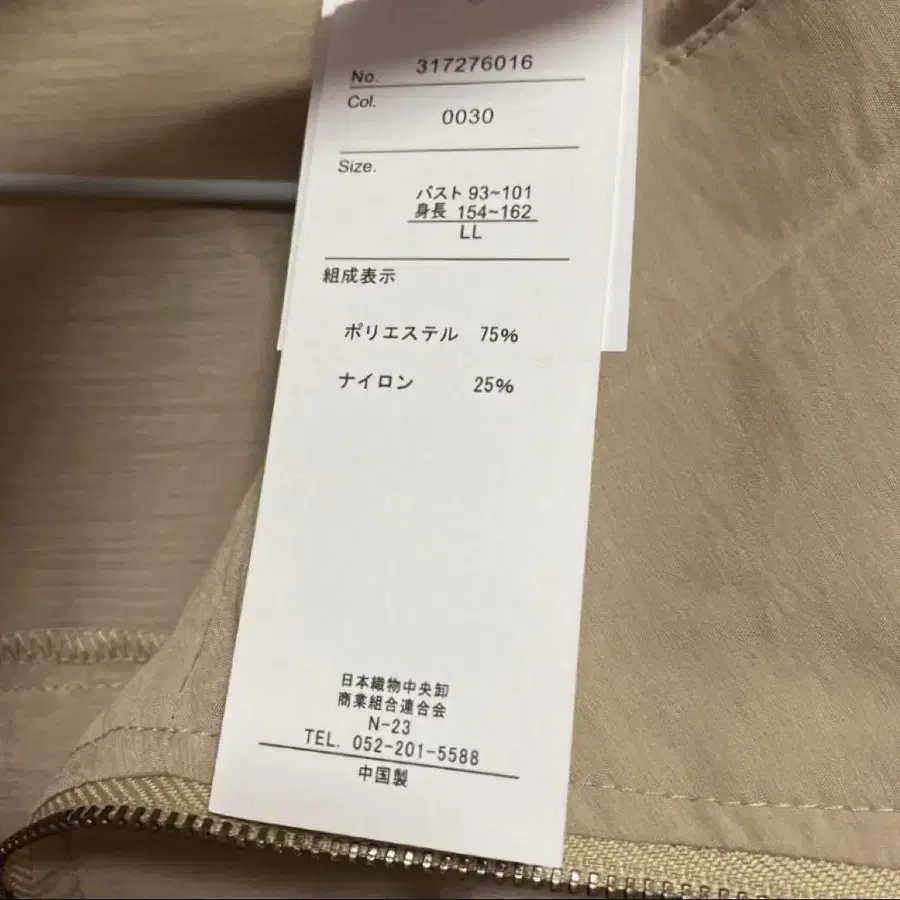 No. 317276016
Col.
0030
Size.
バスト 93~101
身長 154~162
LL
組成表示
ポリエステル 75%
ナイロン 25%
日本織物中央卸
商業組合連合会
N-23
TEL. 052-201-5588
中国製